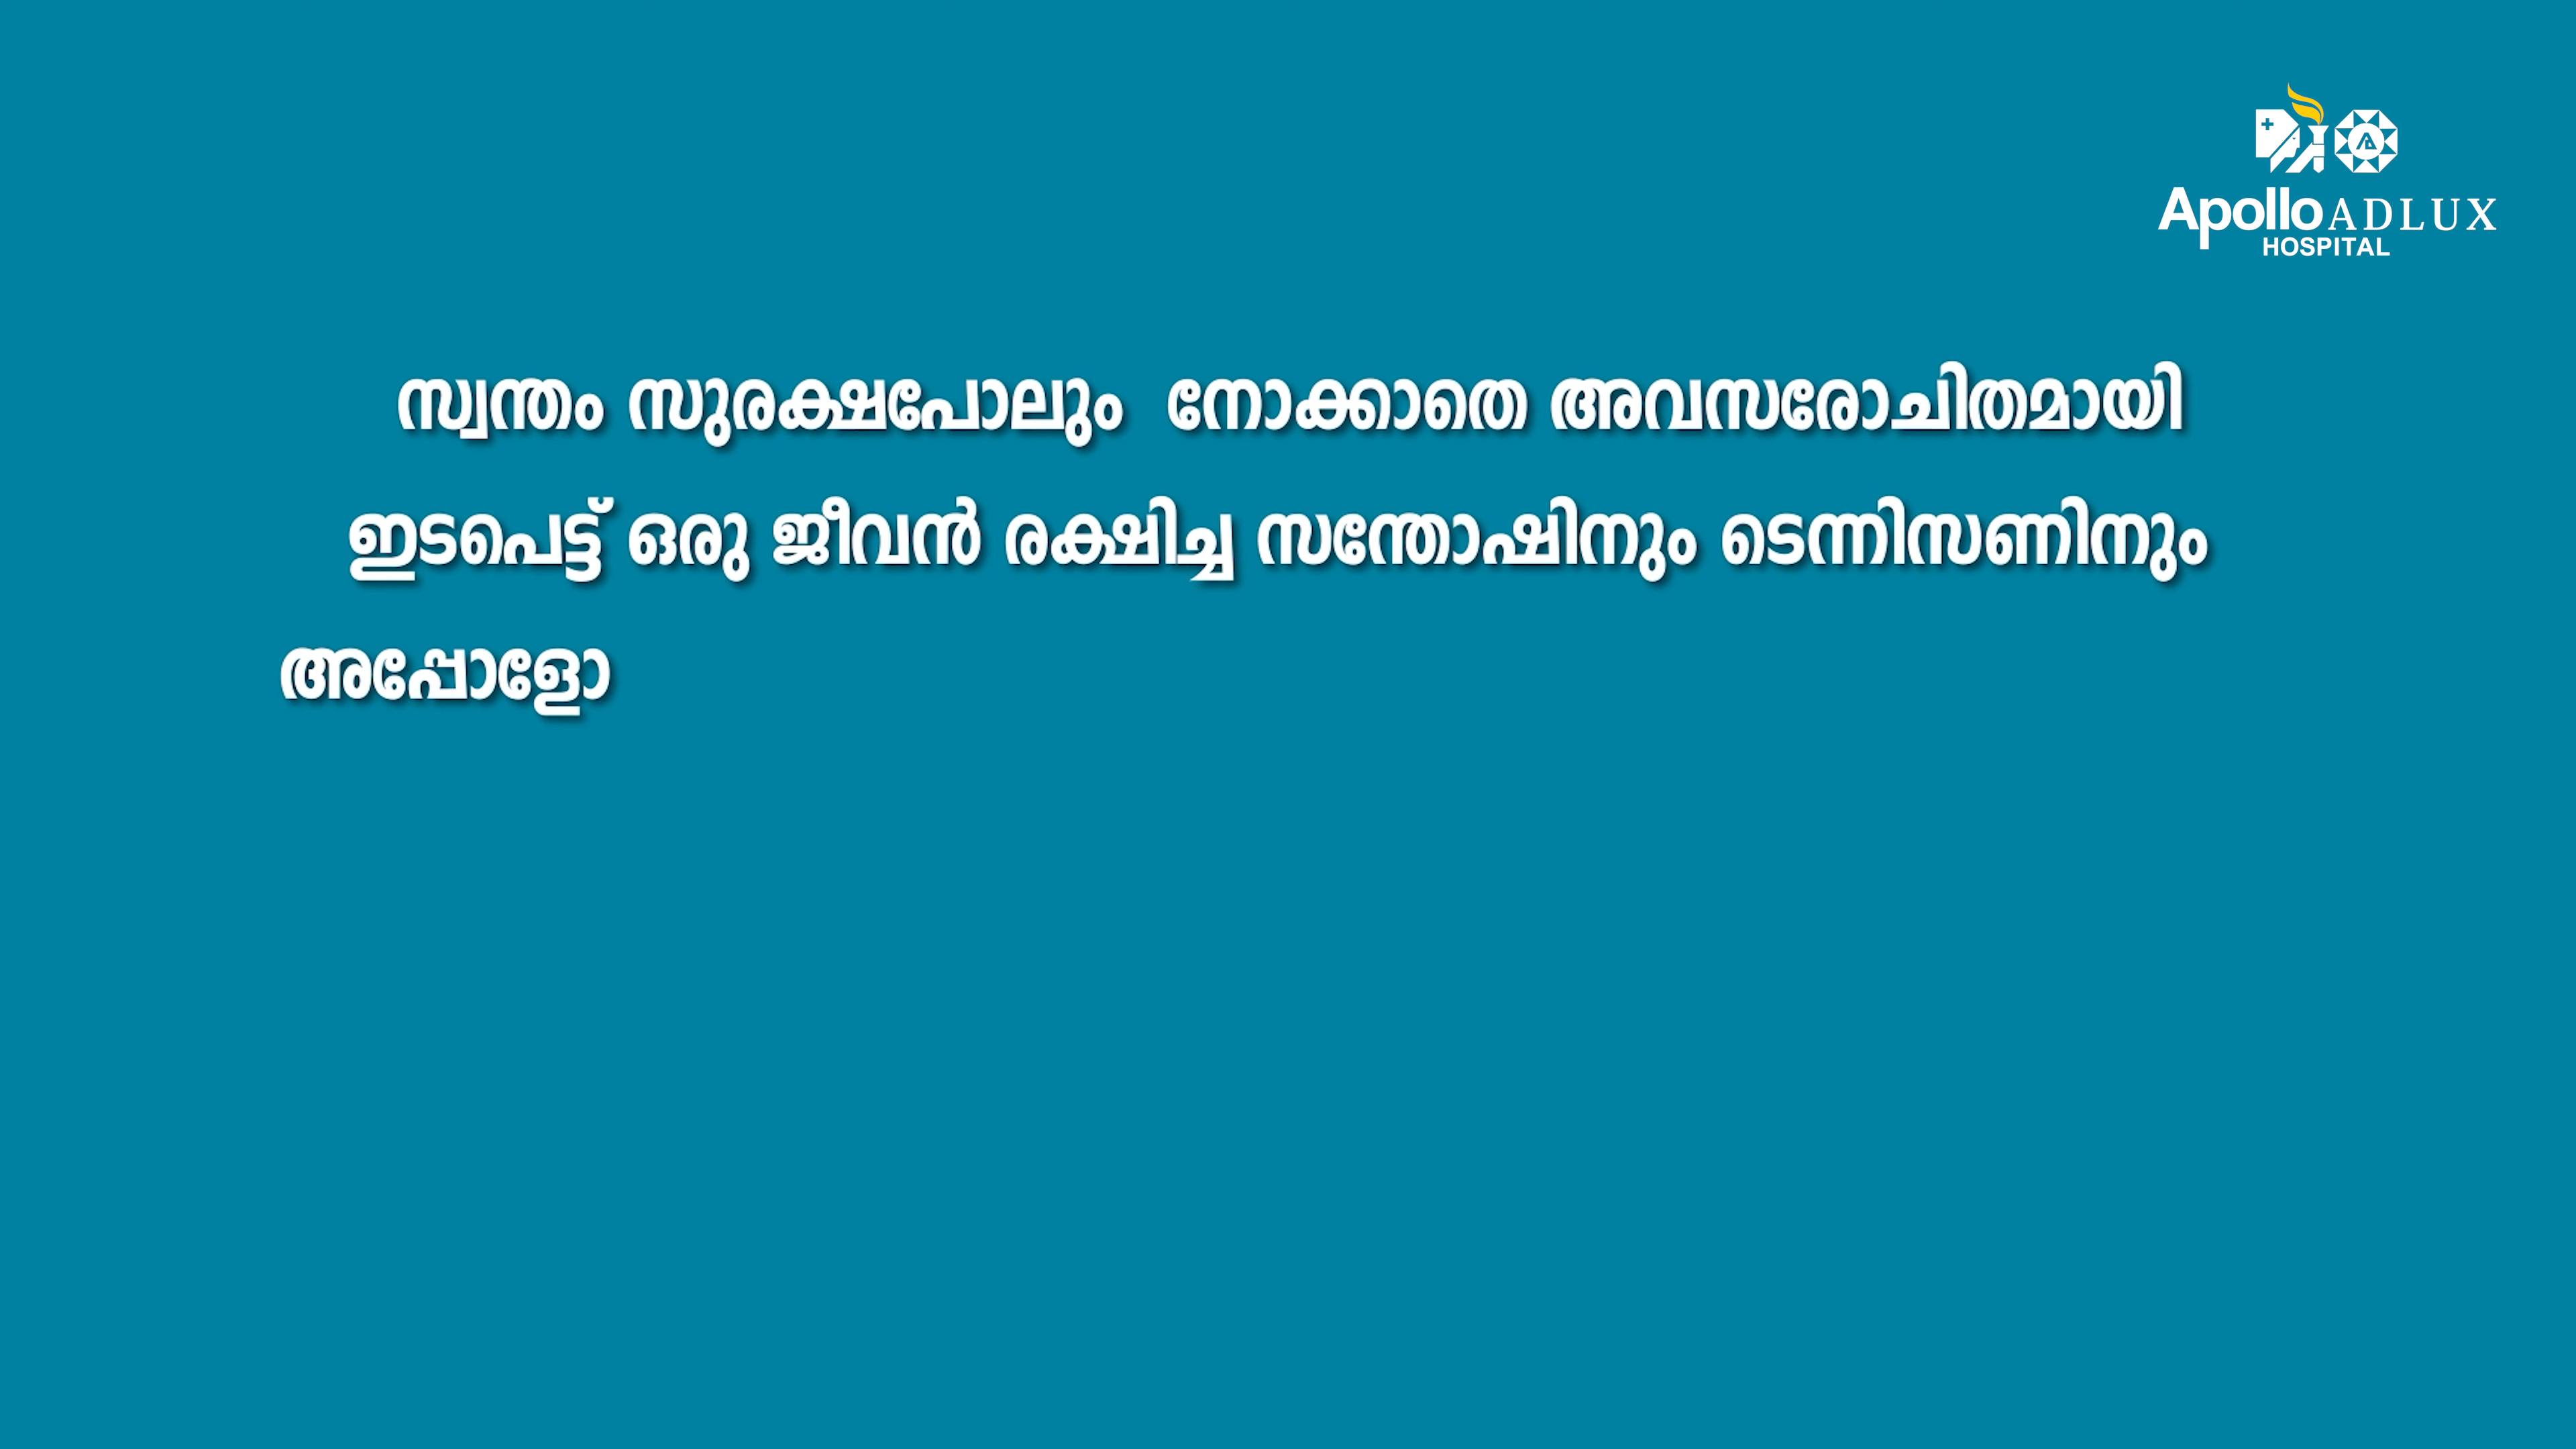 Apollo ADLUX
HOSPITAL
സ്വന്തം സുരക്ഷപോലും നോക്കാതെ അവസരോചിതമായി
ഇടപെട്ട് ഒരു ജീവൻ രക്ഷിച്ച സന്തോഷിനും ടെന്നിസണിനും
അപ്പോളോ